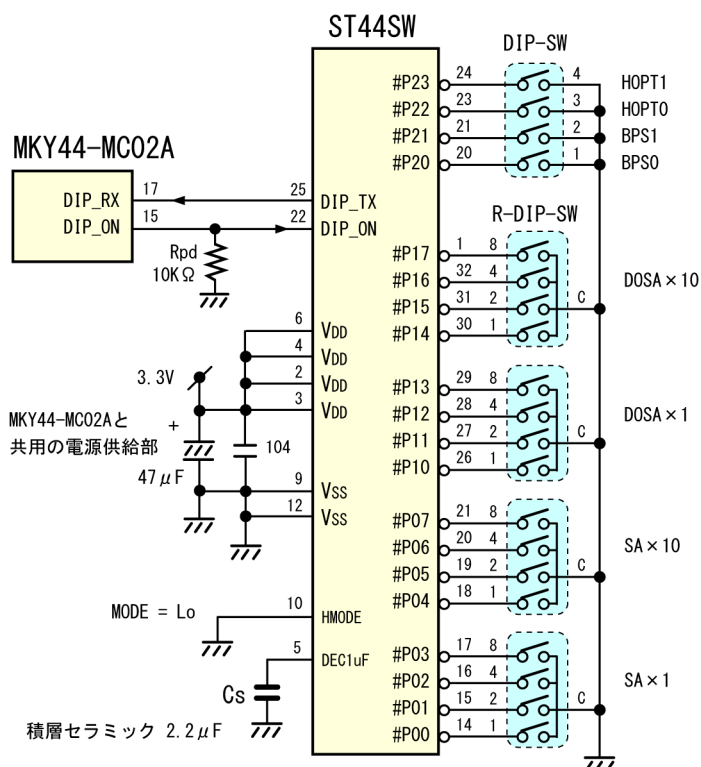 ST44SW
DIP-SW
#P23 24 4 HOPT1
#P22 23 3 HOPT0
#P21 21 2 BPS1
#P20 20 1 BPS0
MKY44-MC02A
DIP_RX 17 25 DIP_TX
DIP_ON 15 22 DIP_ON
Rpd
10KΩ
R-DIP-SW
#P17 1 8
#P16 32 4
#P15 31 2 C DOSA×10
#P14 30 1
6 VDD
4 VDD
2 VDD
3 VDD
3.3V
MKY44-MC02Aと
共用の電源供給部
+
47μF
104
9 VSS
12 VSS
#P13 29 8
#P12 28 4
#P11 27 2 C DOSA×1
#P10 26 1
#P07 21 8
#P06 20 4
#P05 19 2 C SA×10
#P04 18 1
MODE = Lo
10 HMODE
5 DEC1uF
Cs
積層セラミック 2.2μF
#P03 17 8
#P02 16 4
#P01 15 2 C SA×1
#P00 14 1